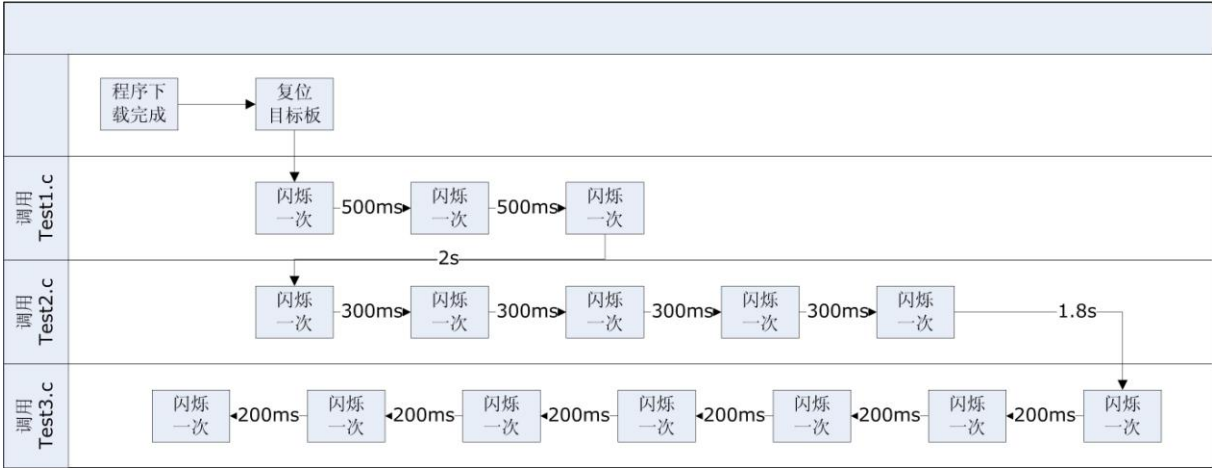 程序下
载完成
复位
目标板
调用
Test1.c
闪烁
一次
500ms
闪烁
一次
500ms
闪烁
一次
2s
调用
Test2.c
闪烁
一次
300ms
闪烁
一次
300ms
闪烁
一次
300ms
闪烁
一次
300ms
闪烁
一次
1.8s
调用
Test3.c
闪烁
一次
200ms
闪烁
一次
200ms
闪烁
一次
200ms
闪烁
一次
200ms
闪烁
一次
200ms
闪烁
一次
200ms
闪烁
一次